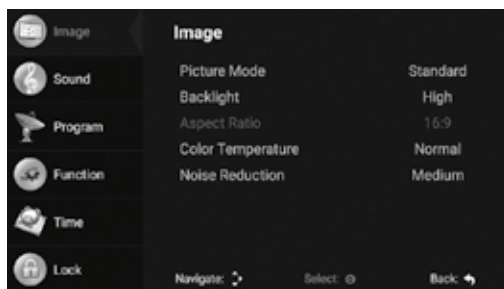 Image
Sound
Program
Function
Time
Lock
Image
Picture Mode Standard
Backlight High
Aspect Ratio 16:9
Color Temperature Normal
Noise Reduction Medium
Navigate: Select: Back: